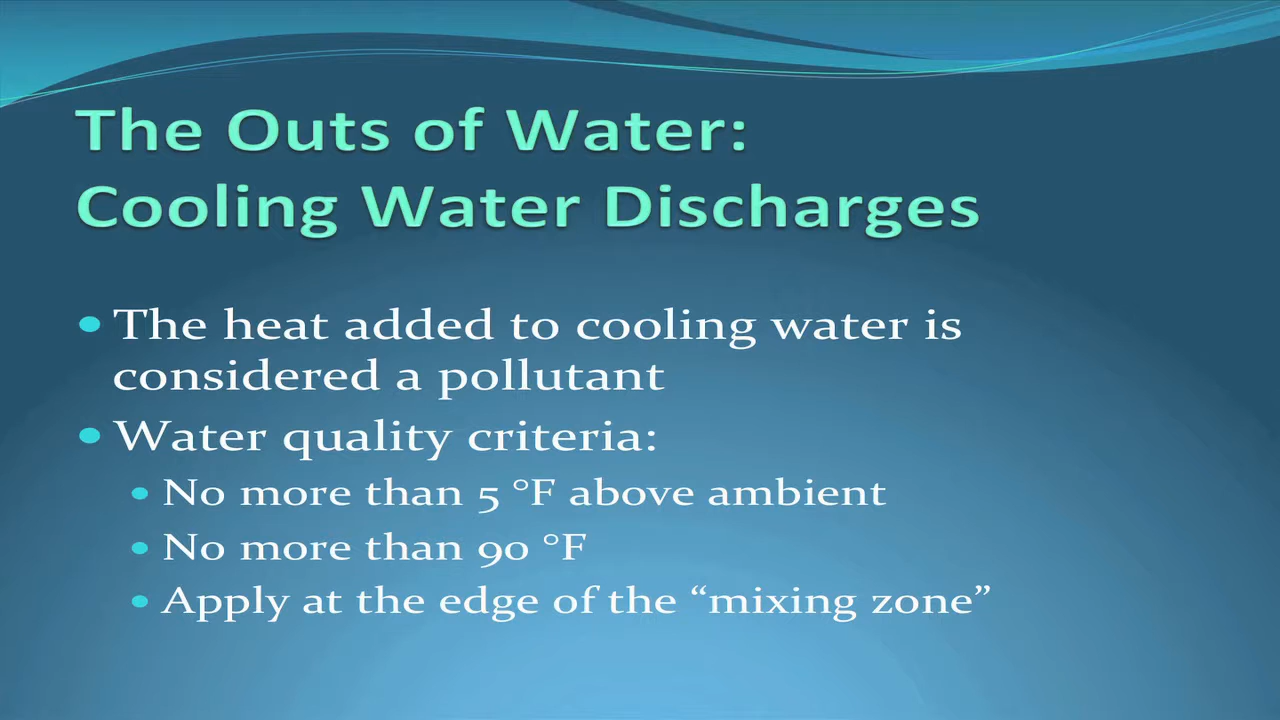 The Outs of Water:
Cooling Water Discharges
• The heat added to cooling water is
considered a pollutant
• Water quality criteria:
• No more than 5 °F above ambient
• No more than 90 °F
• Apply at the edge of the “mixing zone”